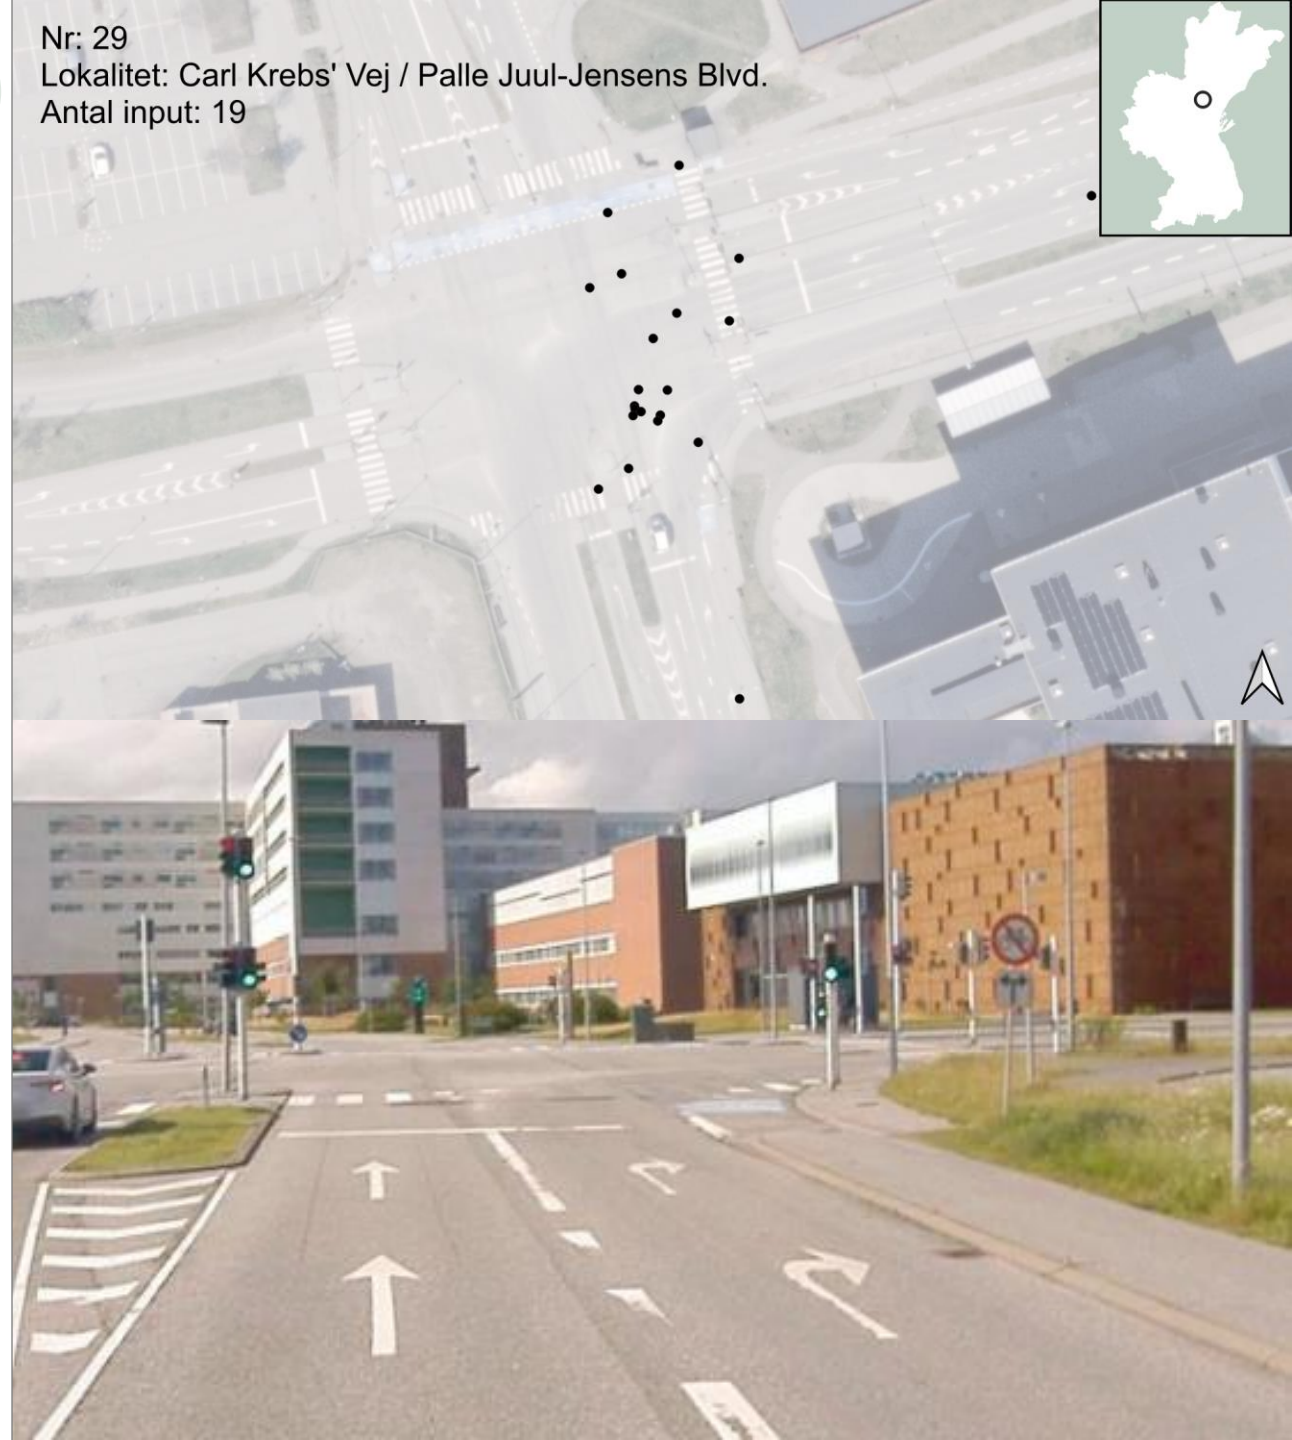 Nr: 29
Lokalitet: Carl Krebs' Vej / Palle Juul-Jensens Blvd.
Antal input: 19